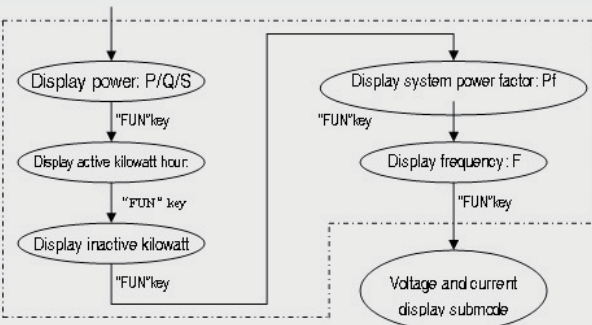 Display power: P/Q/S
"FUN"key
Display active kilowatt hour:
"FUN" key
Display inactive kilowatt
"FUN"key
Display system power factor: Pf
"FUN"key
Display frequency: F
"FUN"key
Voltage and current
display submode